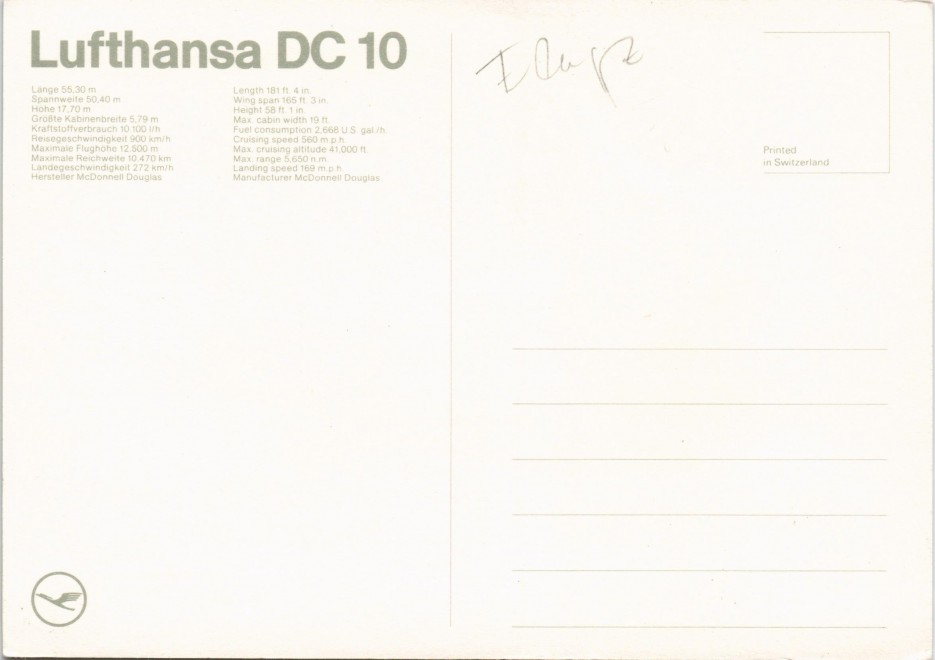 Lufthansa DC 10
Länge 55,30 m
Spannweite 50,40 m
Höhe 17,70 m
Größte Kabinenbreite 5,79 m
Kraftstoffverbrauch 10 100 l/h
Reisegeschwindigkeit 900 km/h
Maximale Flughöhe 12.500 m
Maximale Reichweite 10.470 km
Landegeschwindigkeit 272 km/h
Hersteller McDonnell Douglas
Length 181 ft. 4 in.
Wing span 165 ft. 3 in.
Height 58 ft. 1 in.
Max. cabin width 19 ft.
Fuel consumption 2,668 U.S. gal./h.
Cruising speed 560 m.p.h.
Max. cruising altitude 41,000 ft.
Max. range 5.650 n.m.
Landing speed 169 m.p.h.
Manufacturer McDonnell Douglas
Printed
in Switzerland